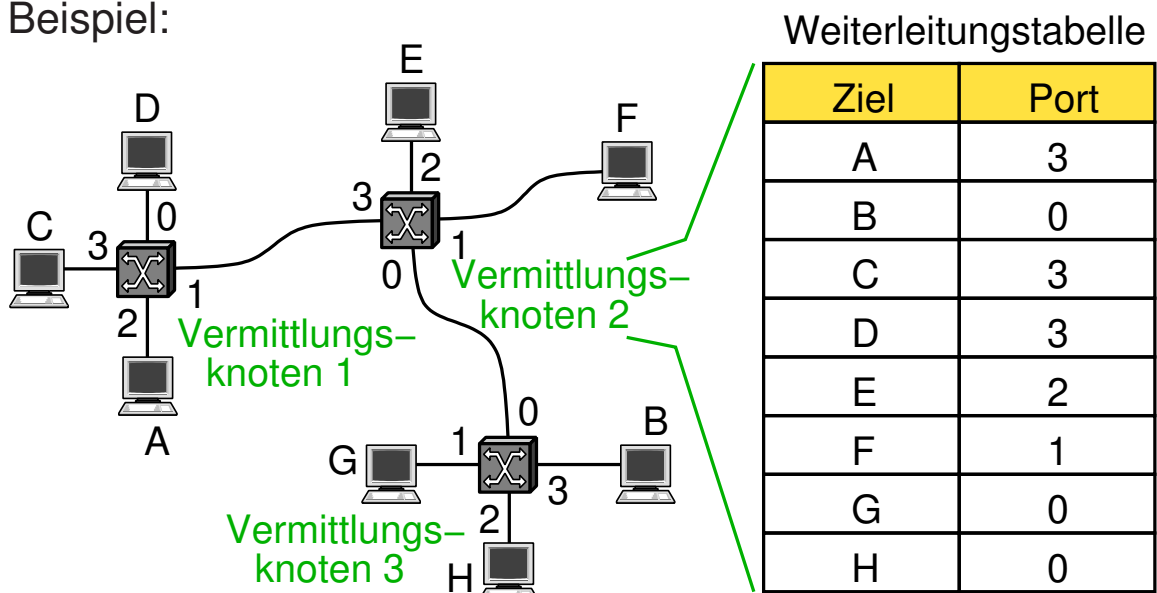 Beispiel:
Weiterleitungstabelle
Ziel Port
A 3
B 0
C 3
D 3
E 2
F 1
G 0
H 0
E
D
F
2
3
C
0
3
1
0
1
2
Vermittlungs–
knoten 2
Vermittlungs–
knoten 1
A
0
B
1
G
3
2
Vermittlungs–
knoten 3
H